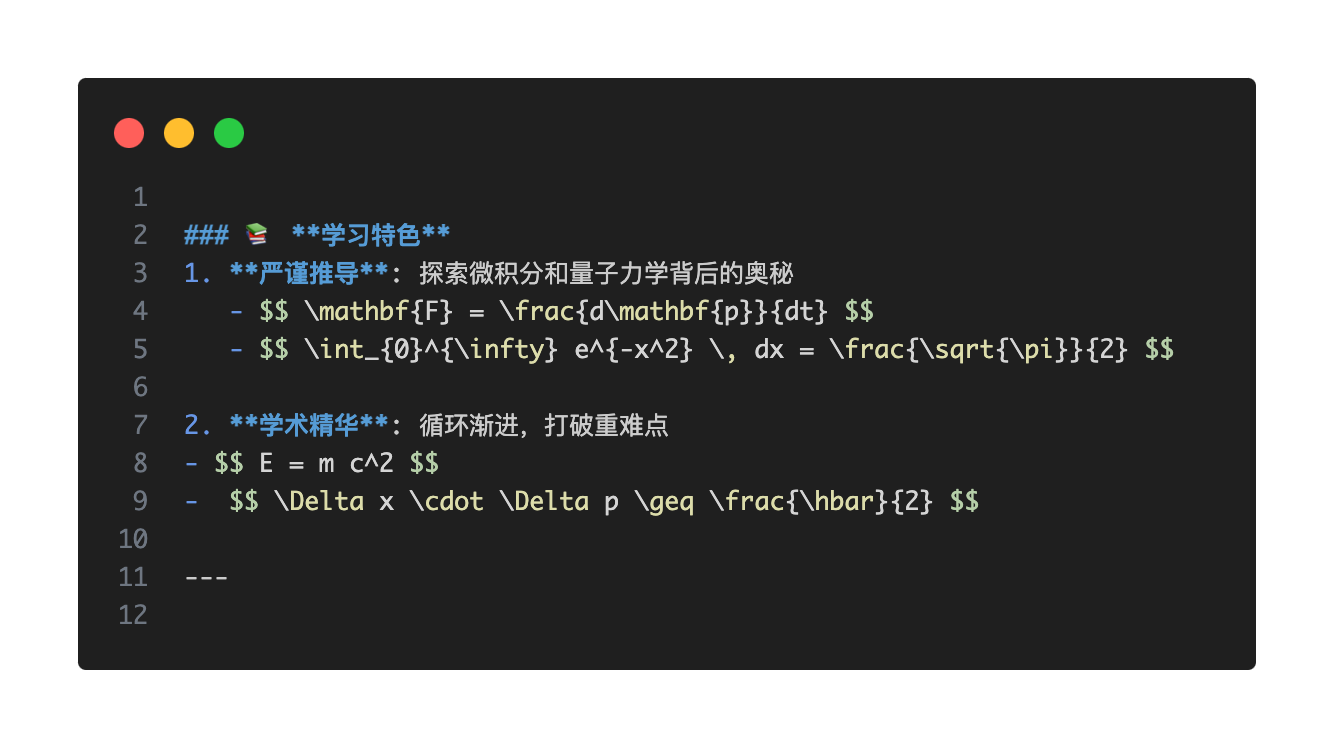 1
2 ### 📚 **学习特色**
3 1. **严谨推导**: 探索微积分和量子力学背后的奥秘
4    - $$ \mathbf{F} = \frac{d\mathbf{p}}{dt} $$
5    - $$ \int_{0}^{\infty} e^{-x^2} \, dx = \frac{\sqrt{\pi}}{2} $$
6
7 2. **学术精华**: 循环渐进，打破重难点
8 - $$ E = m c^2 $$
9 -  $$ \Delta x \cdot \Delta p \geq \frac{\hbar}{2} $$
10
11 ---
12